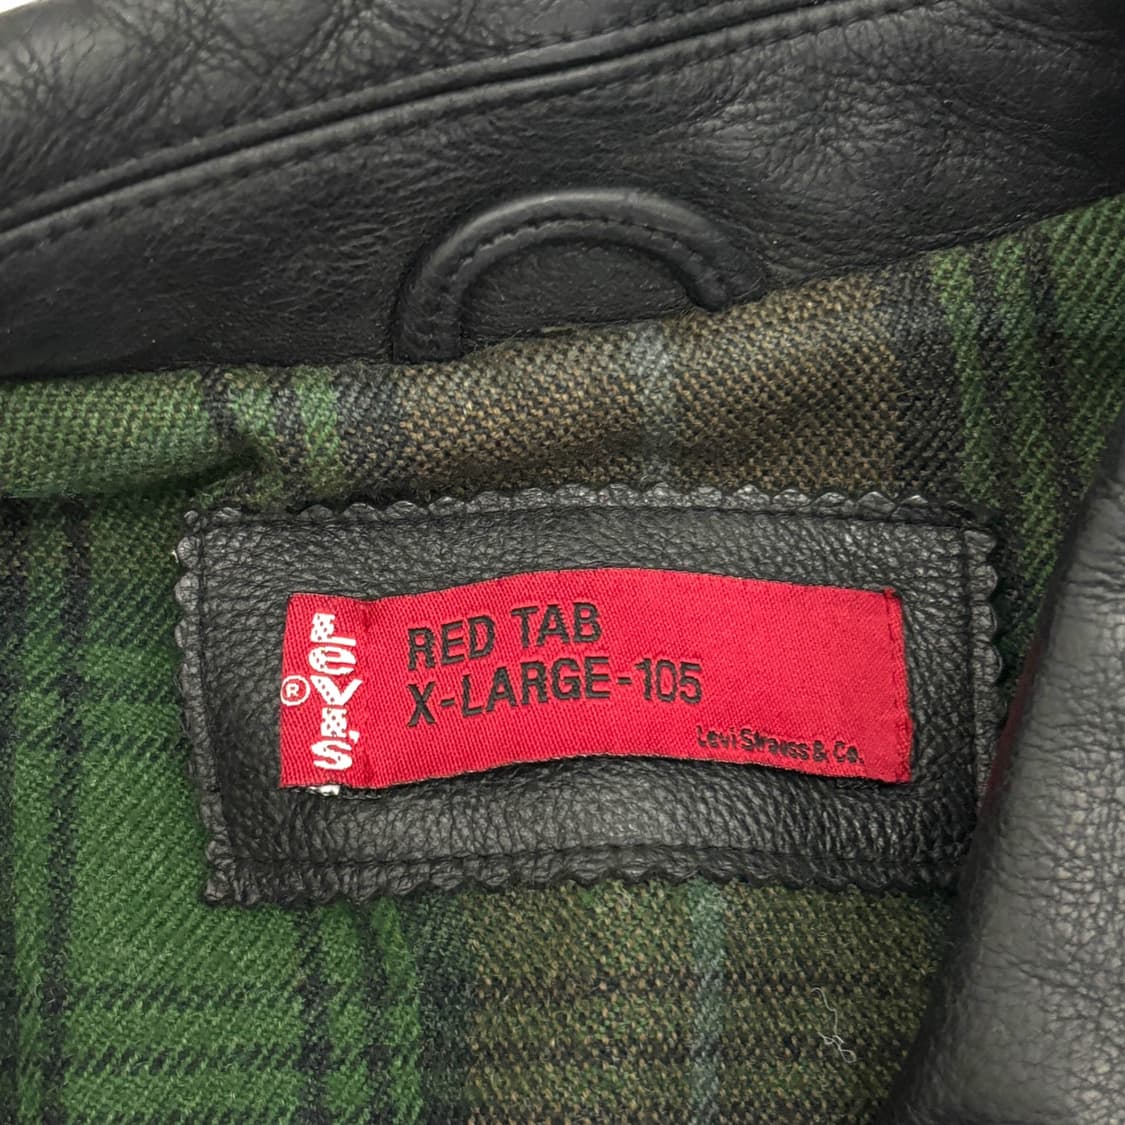 LEVI'S
®
RED TAB
X-LARGE-105
Levi Strauss & Co.